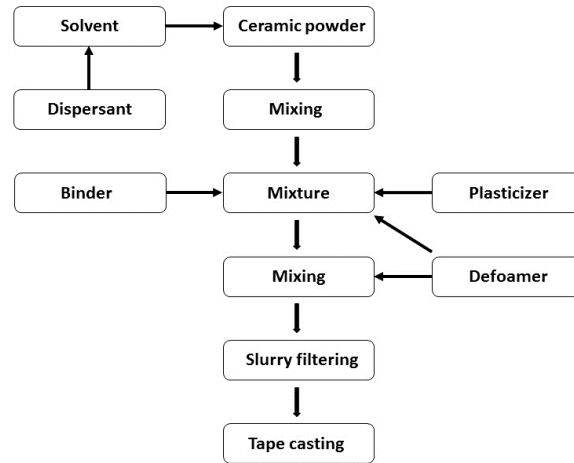 Solvent
Ceramic powder
Dispersant
Mixing
Binder
Mixture
Plasticizer
Mixing
Defoamer
Slurry filtering
Tape casting